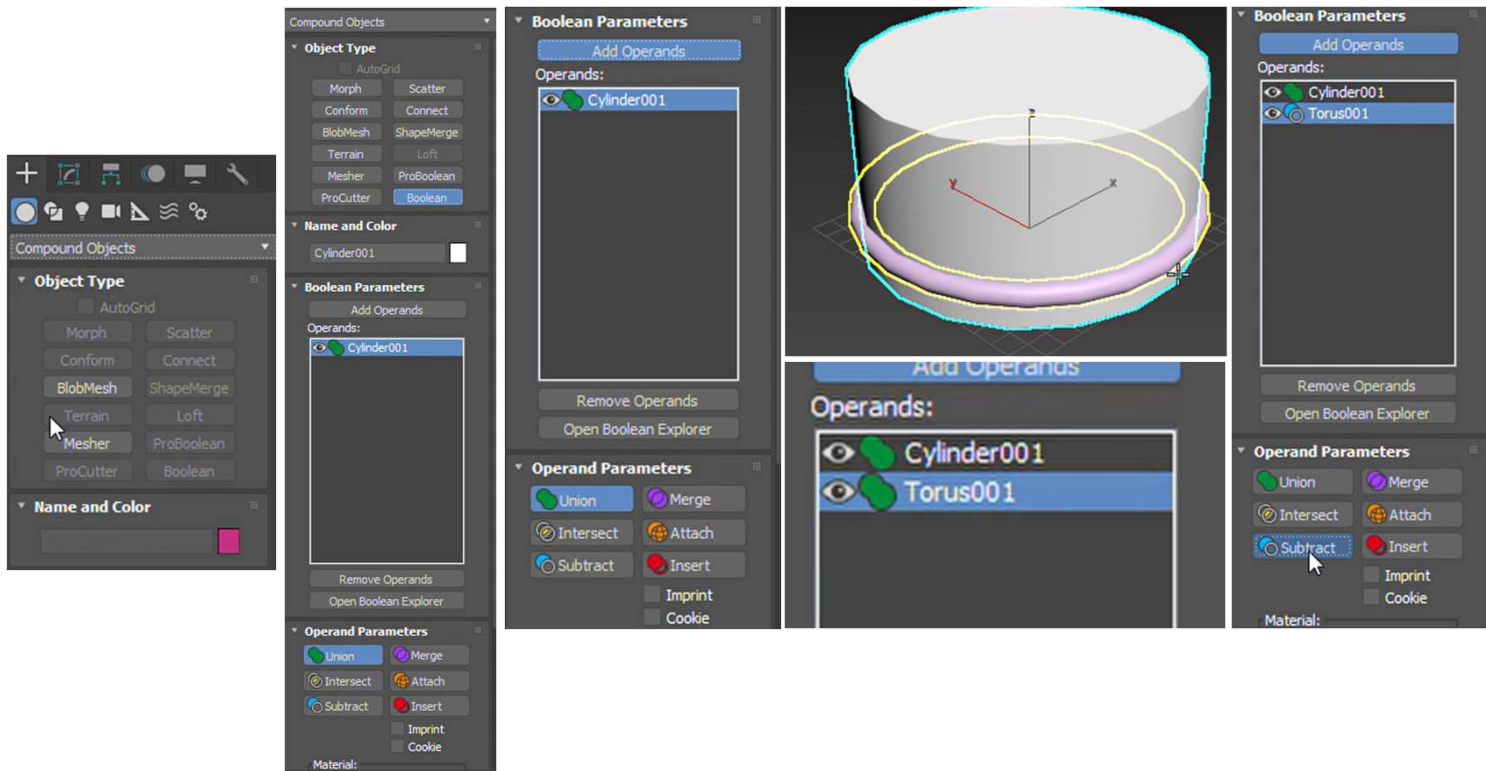 Compound Objects
Object Type
AutoGrid
Morph Scatter
Conform Connect
BlobMesh ShapeMerge
Terrain Loft
Mesher ProBoolean
ProCutter Boolean
Name and Color
Compound Objects
Object Type
AutoGrid
Morph Scatter
Conform Connect
BlobMesh ShapeMerge
Terrain Loft
Mesher ProBoolean
ProCutter Boolean
Name and Color
Cylinder001
Boolean Parameters
Add Operands
Operands:
Cylinder001
Remove Operands
Open Boolean Explorer
Operand Parameters
Union Merge
Intersect Attach
Subtract Insert
Imprint
Cookie
Material:
Boolean Parameters
Add Operands
Operands:
Cylinder001
Remove Operands
Open Boolean Explorer
Operand Parameters
Union Merge
Intersect Attach
Subtract Insert
Imprint
Cookie
z
y
x
Add Operands
Operands:
Cylinder001
Torus001
Boolean Parameters
Add Operands
Operands:
Cylinder001
Torus001
Remove Operands
Open Boolean Explorer
Operand Parameters
Union Merge
Intersect Attach
Subtract Insert
Imprint
Cookie
Material: